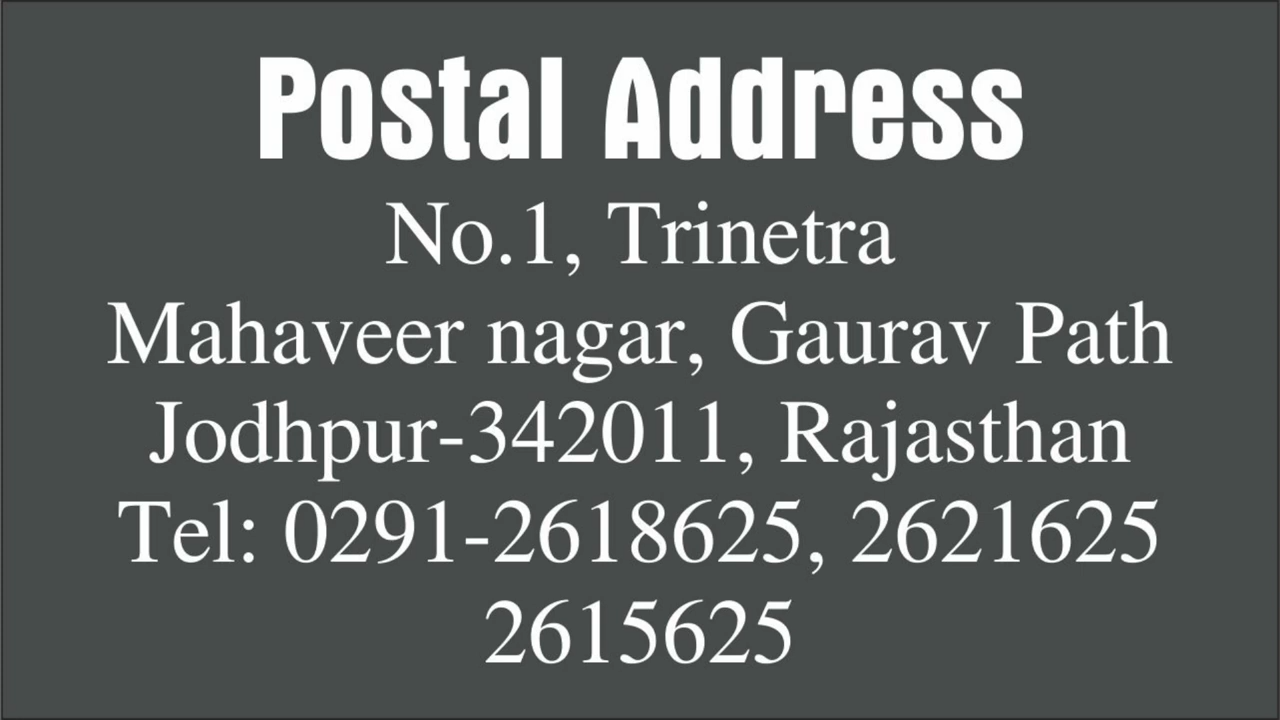 Postal Address
No.1, Trinetra
Mahaveer nagar, Gaurav Path
Jodhpur-342011, Rajasthan
Tel: 0291-2618625, 2621625
2615625